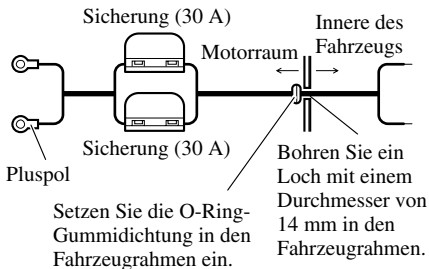 Sicherung (30 A)
Motorraum
Innere des
Fahrzeugs
Sicherung (30 A)
Pluspol
Setzen Sie die O-Ring-
Gummidichtung in den
Fahrzeugrahmen ein.
Bohren Sie ein
Loch mit einem
Durchmesser von
14 mm in den
Fahrzeugrahmen.